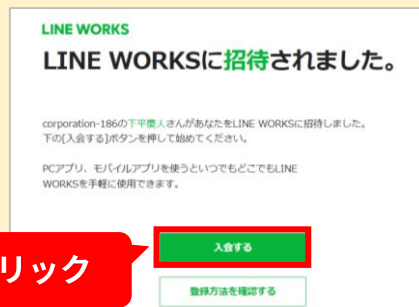 LINE WORKS
LINE WORKSに招待されました。
corporation-186の下平慶人さんがあなたをLINE WORKSに招待しました。
下の[入会する]ボタンを押して始めてください。
PCアプリ、モバイルアプリを使うといつでもどこでもLINE
WORKSを手軽に使用できます。
入会する
リック
登録方法を確認する